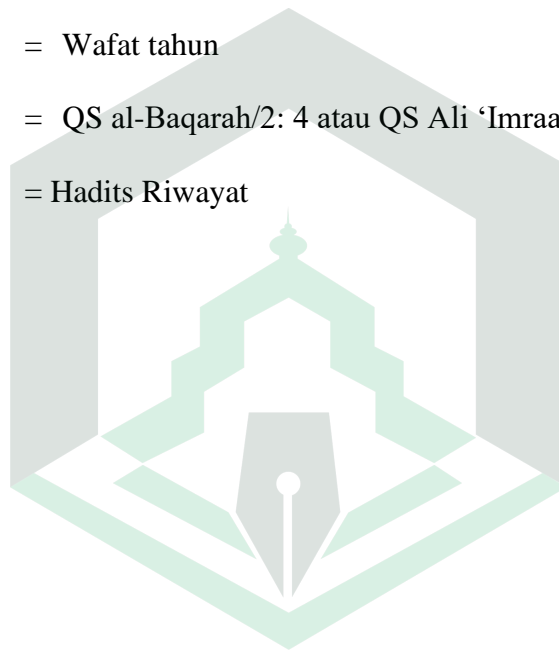 = Wafat tahun
= QS al-Baqarah/2: 4 atau QS Ali ‘Imraa
= Hadits Riwayat